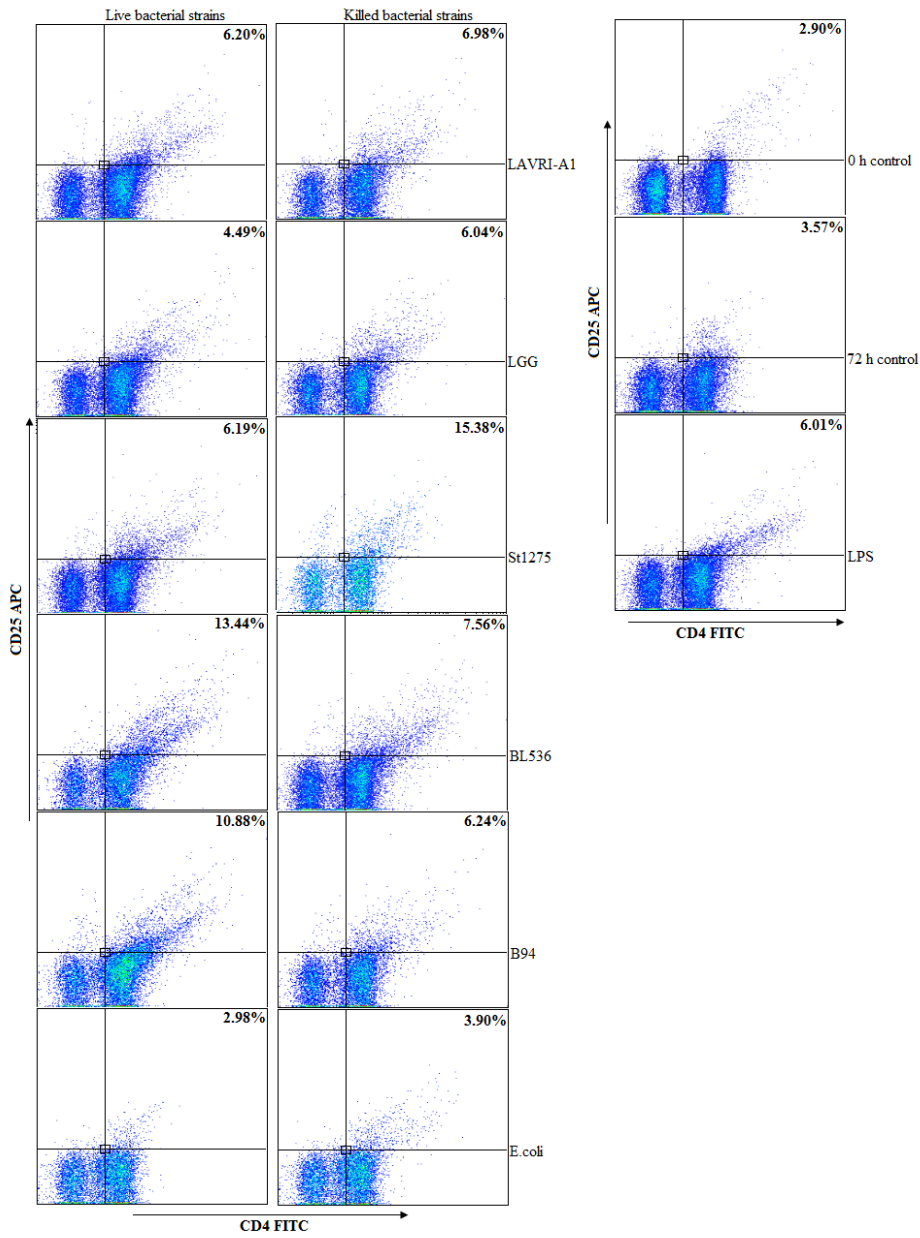 Live bacterial strains
Killed bacterial strains
6.20%
6.98%
LAVRI-A1
4.49%
6.04%
LGG
6.19%
15.38%
St1275
13.44%
7.56%
BL536
10.88%
6.24%
B94
2.98%
3.90%
E.coli
CD25 APC
CD4 FITC
2.90%
0 h control
3.57%
72 h control
6.01%
LPS
CD25 APC
CD4 FITC